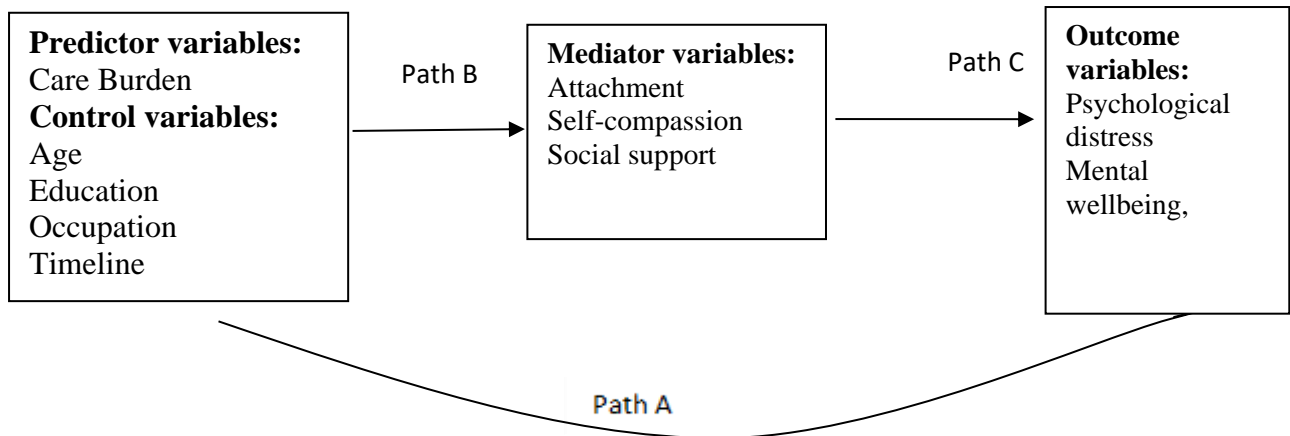 Predictor variables:
Care Burden
Control variables:
Age
Education
Occupation
Timeline
Path B
Mediator variables:
Attachment
Self-compassion
Social support
Path C
Outcome
variables:
Psychological
distress
Mental
wellbeing,
Path A